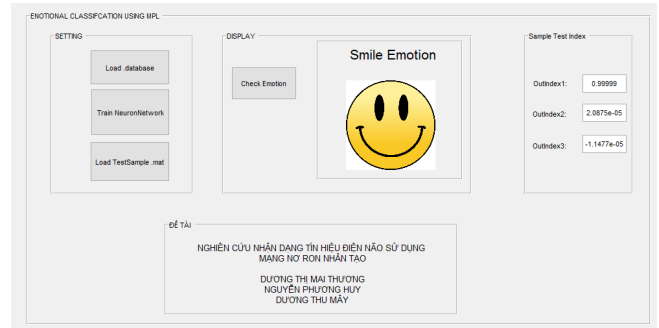 ENOTIONAL CLASSIFCATION USING MPL
SETTING
Load .database
Train NeuronNetwork
Load TestSample .mat
DISPLAY
Check Emotion
Smile Emotion
Sample Test Index
OutIndex1: 0.99999
OutIndex2: 2.0875e-05
OutIndex3: -1.1477e-05
ĐỀ TÀI
NGHIÊN CỨU NHẬN DẠNG TÍN HIỆU ĐIỆN NÃO SỬ DỤNG
MẠNG NƠ RON NHÂN TẠO
DƯƠNG THỊ MAI THƯƠNG
NGUYỄN PHƯƠNG HUY
DƯƠNG THU MÂY